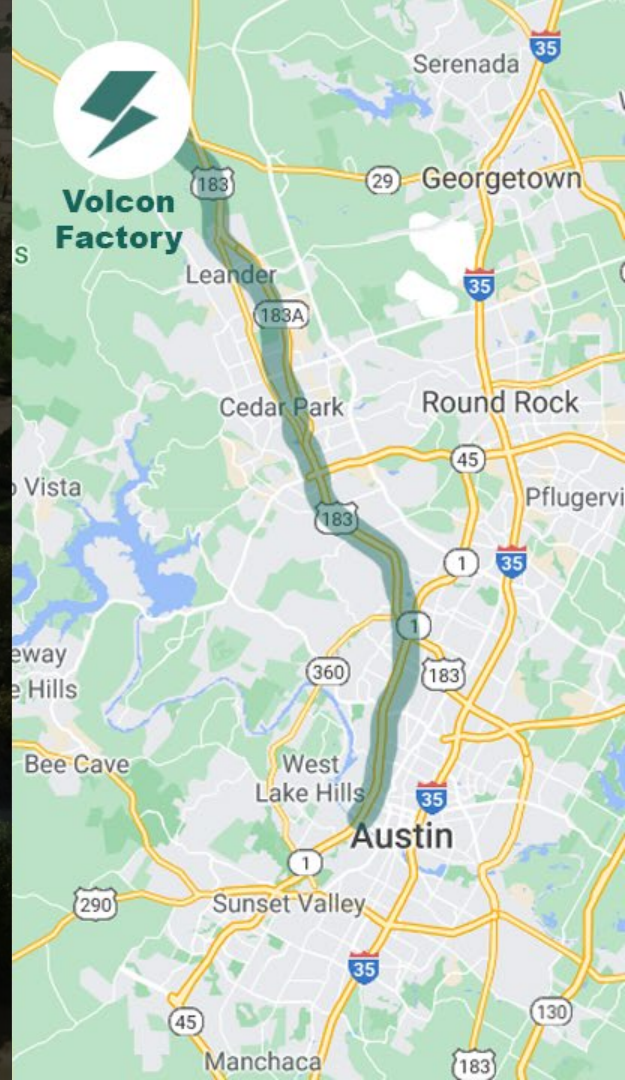 35
Serenada
29
Georgetown
183
Volcon
Factory
S
Leander
35
183A
Cedar Park
Round Rock
45
Vista
Pflugervi
183
1
35
1
eway
e Hills
360
183
Bee Cave
West
Lake Hills
35
Austin
1
290
Sunset Valley
35
45
130
Manchaca
183